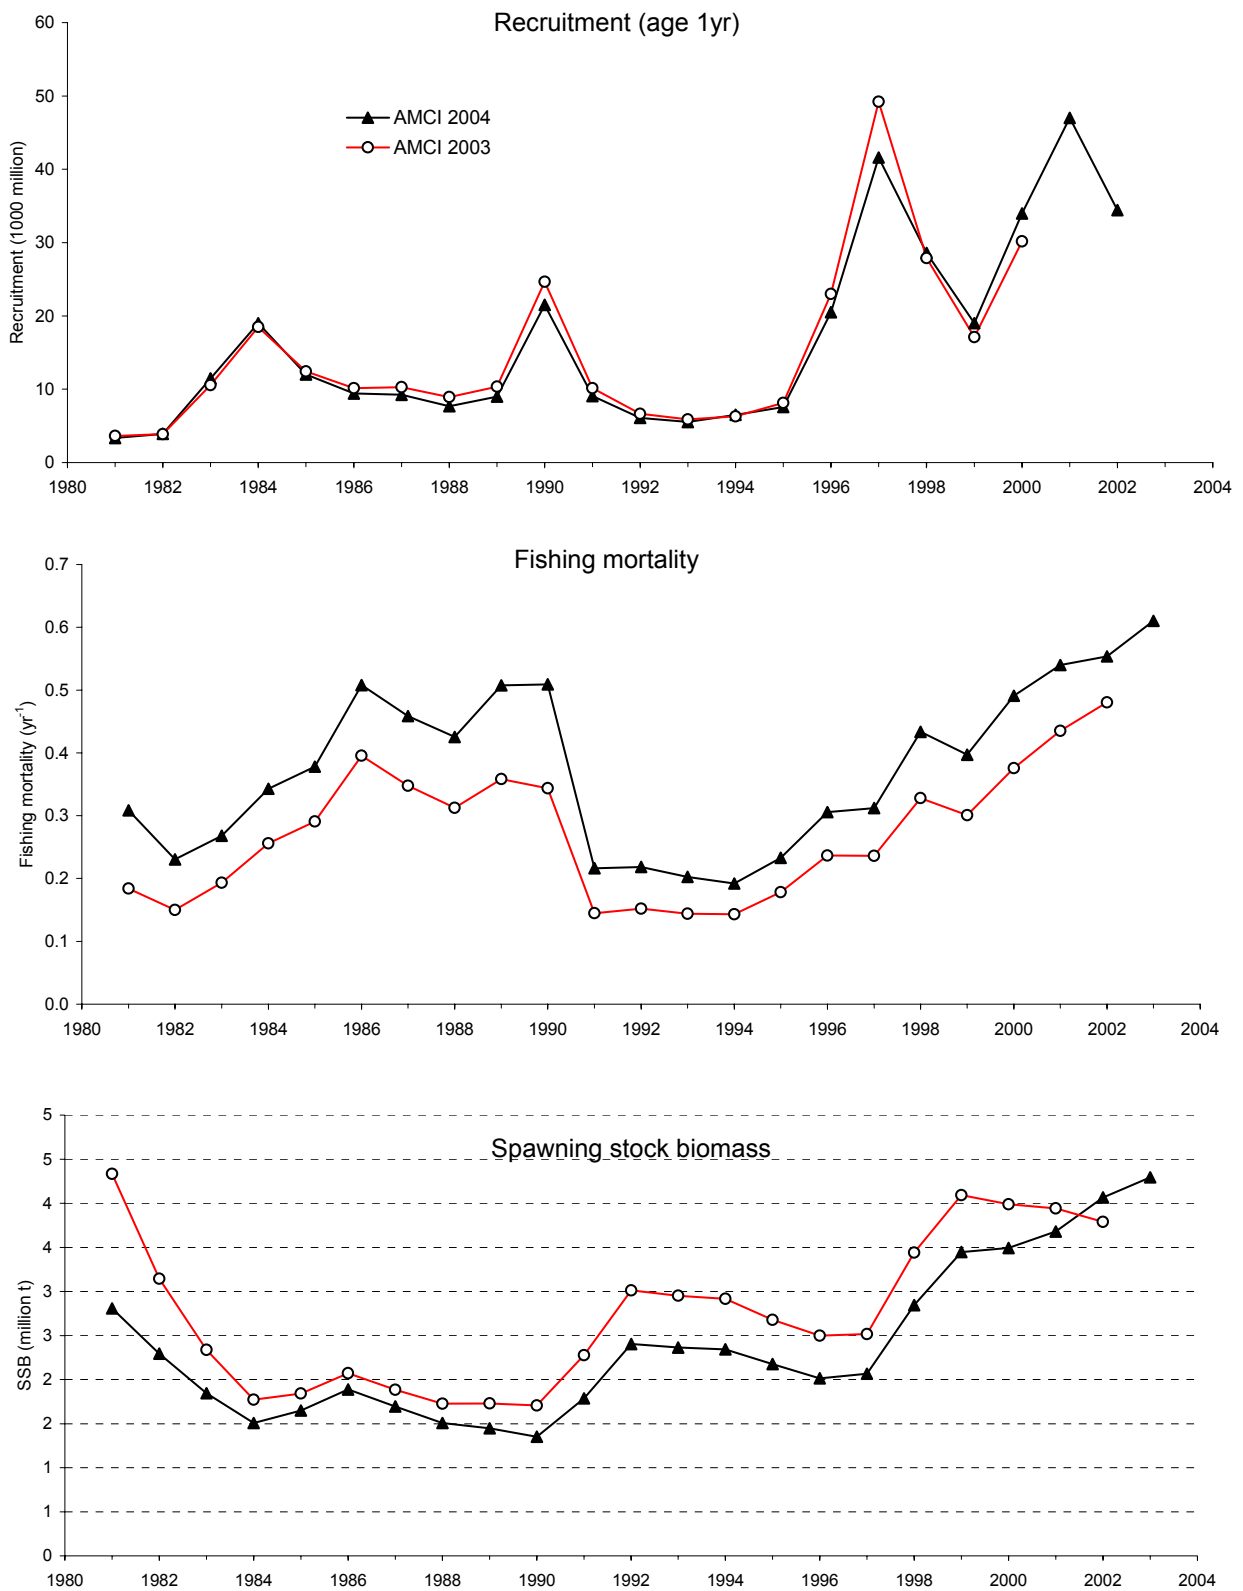 Recruitment (age 1yr)
60
50
40
30
20
10
0
Recruitment (1000 million)
AMCI 2004
AMCI 2003
1980 1982 1984 1986 1988 1990 1992 1994 1996 1998 2000 2002 2004
Fishing mortality
0.7
0.6
0.5
0.4
0.3
0.2
0.1
0.0
Fishing mortality (yr⁻¹)
1980 1982 1984 1986 1988 1990 1992 1994 1996 1998 2000 2002 2004
Spawning stock biomass
5
5
4
4
3
3
2
2
1
1
0
SSB (million t)
1980 1982 1984 1986 1988 1990 1992 1994 1996 1998 2000 2002 2004